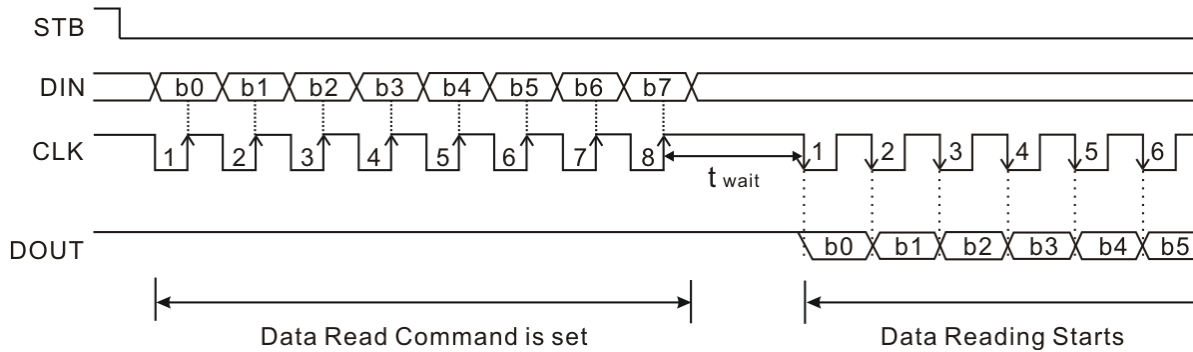 STB
DIN b0 b1 b2 b3 b4 b5 b6 b7
CLK 1 2 3 4 5 6 7 8 1 2 3 4 5 6
t wait
DOUT b0 b1 b2 b3 b4 b5
Data Read Command is set Data Reading Starts